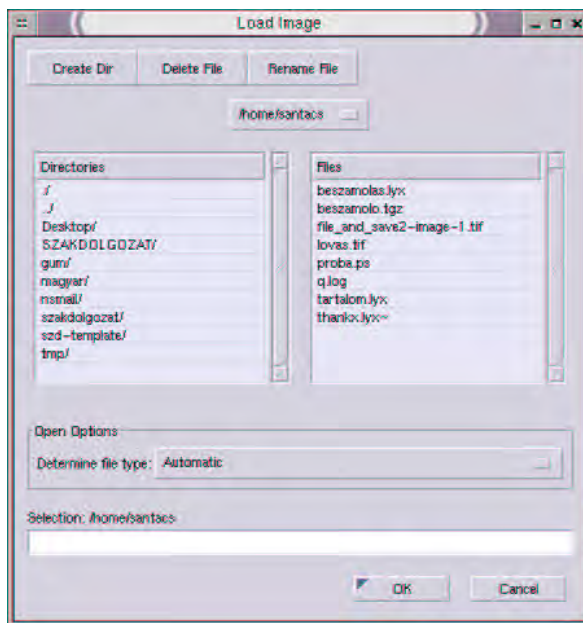 Load Image
Create Dir Delete File Rename File
/home/santacs
Directories
./
../
Desktop/
SZAKDOLGOZAT/
gum/
magyar/
nsmail/
szakdolgozat/
szd-template/
tmp/
Files
beszamolas.lyx
beszamolo.tgz
file_and_save2-image-1.tif
lovas.tif
proba.ps
q.log
tartalom.lyx
thankx.lyx~
Open Options
Determine file type: Automatic
Selection: /home/santacs
OK Cancel